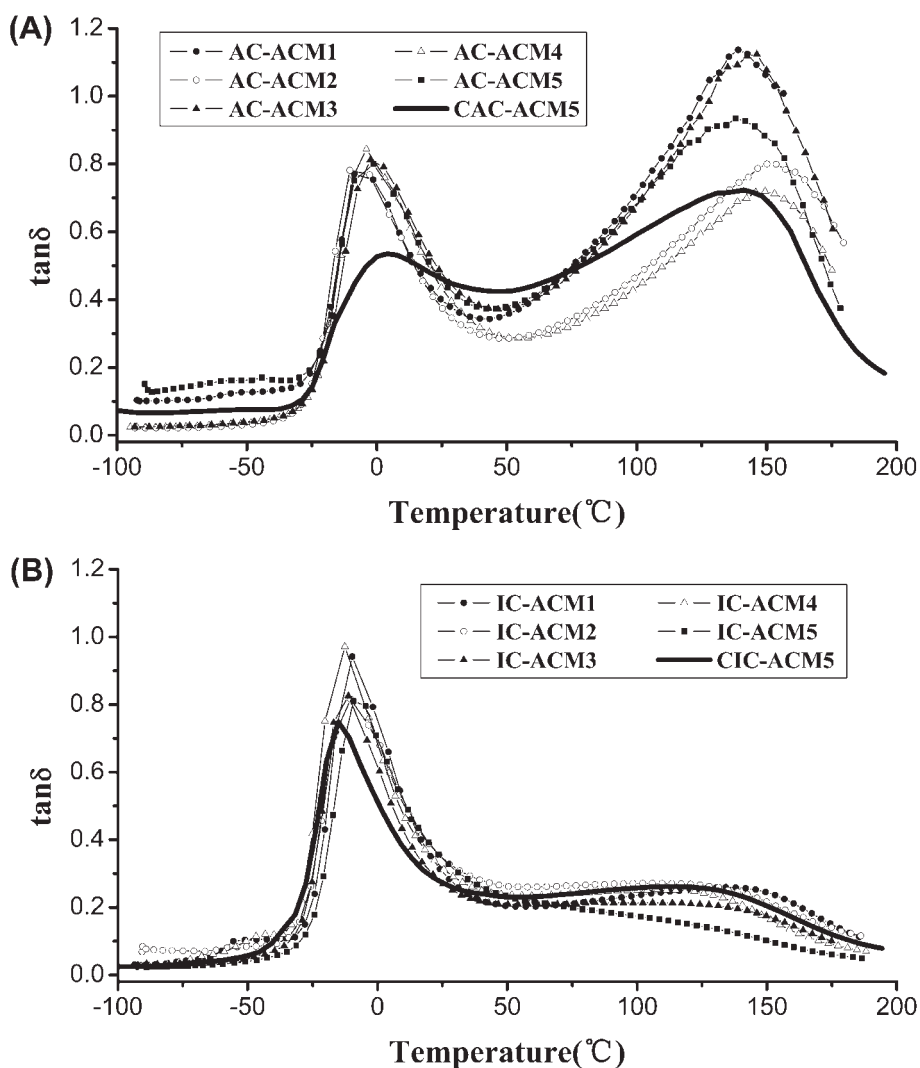 (A)
AC-ACM1 AC-ACM4
AC-ACM2 AC-ACM5
AC-ACM3 CAC-ACM5
1.2
1.0
0.8
0.6
0.4
0.2
0.0
tanδ
-100 -50 0 50 100 150 200
Temperature(℃)
(B)
IC-ACM1 IC-ACM4
IC-ACM2 IC-ACM5
IC-ACM3 CIC-ACM5
1.2
1.0
0.8
0.6
0.4
0.2
0.0
tanδ
-100 -50 0 50 100 150 200
Temperature(℃)